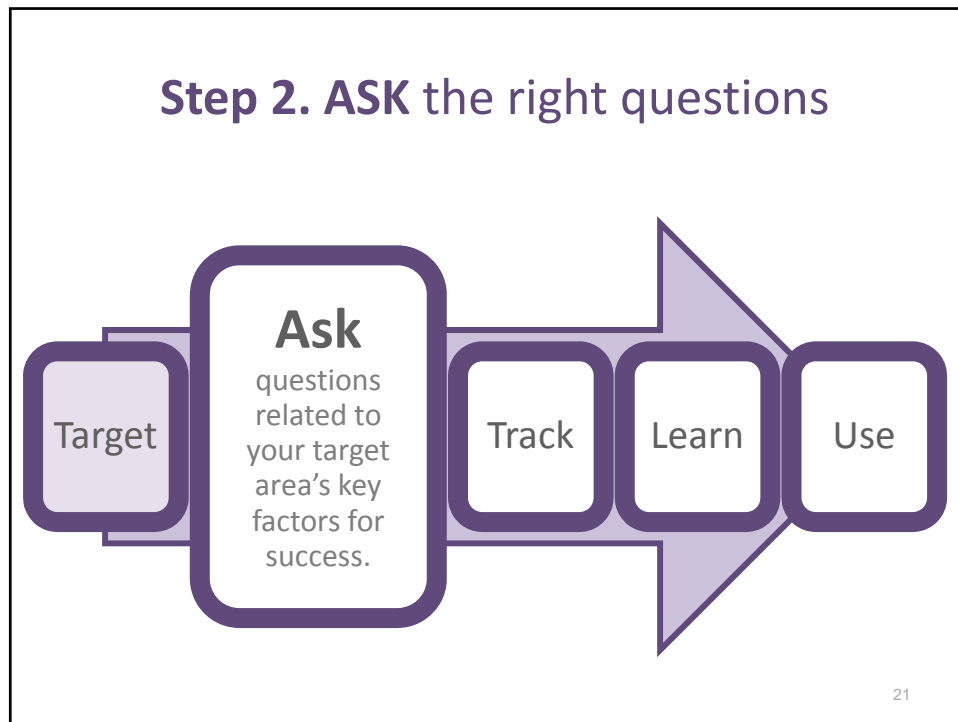 Step 2. ASK the right questions
Target
Ask
questions
related to
your target
area's key
factors for
success.
Track
Learn
Use
21